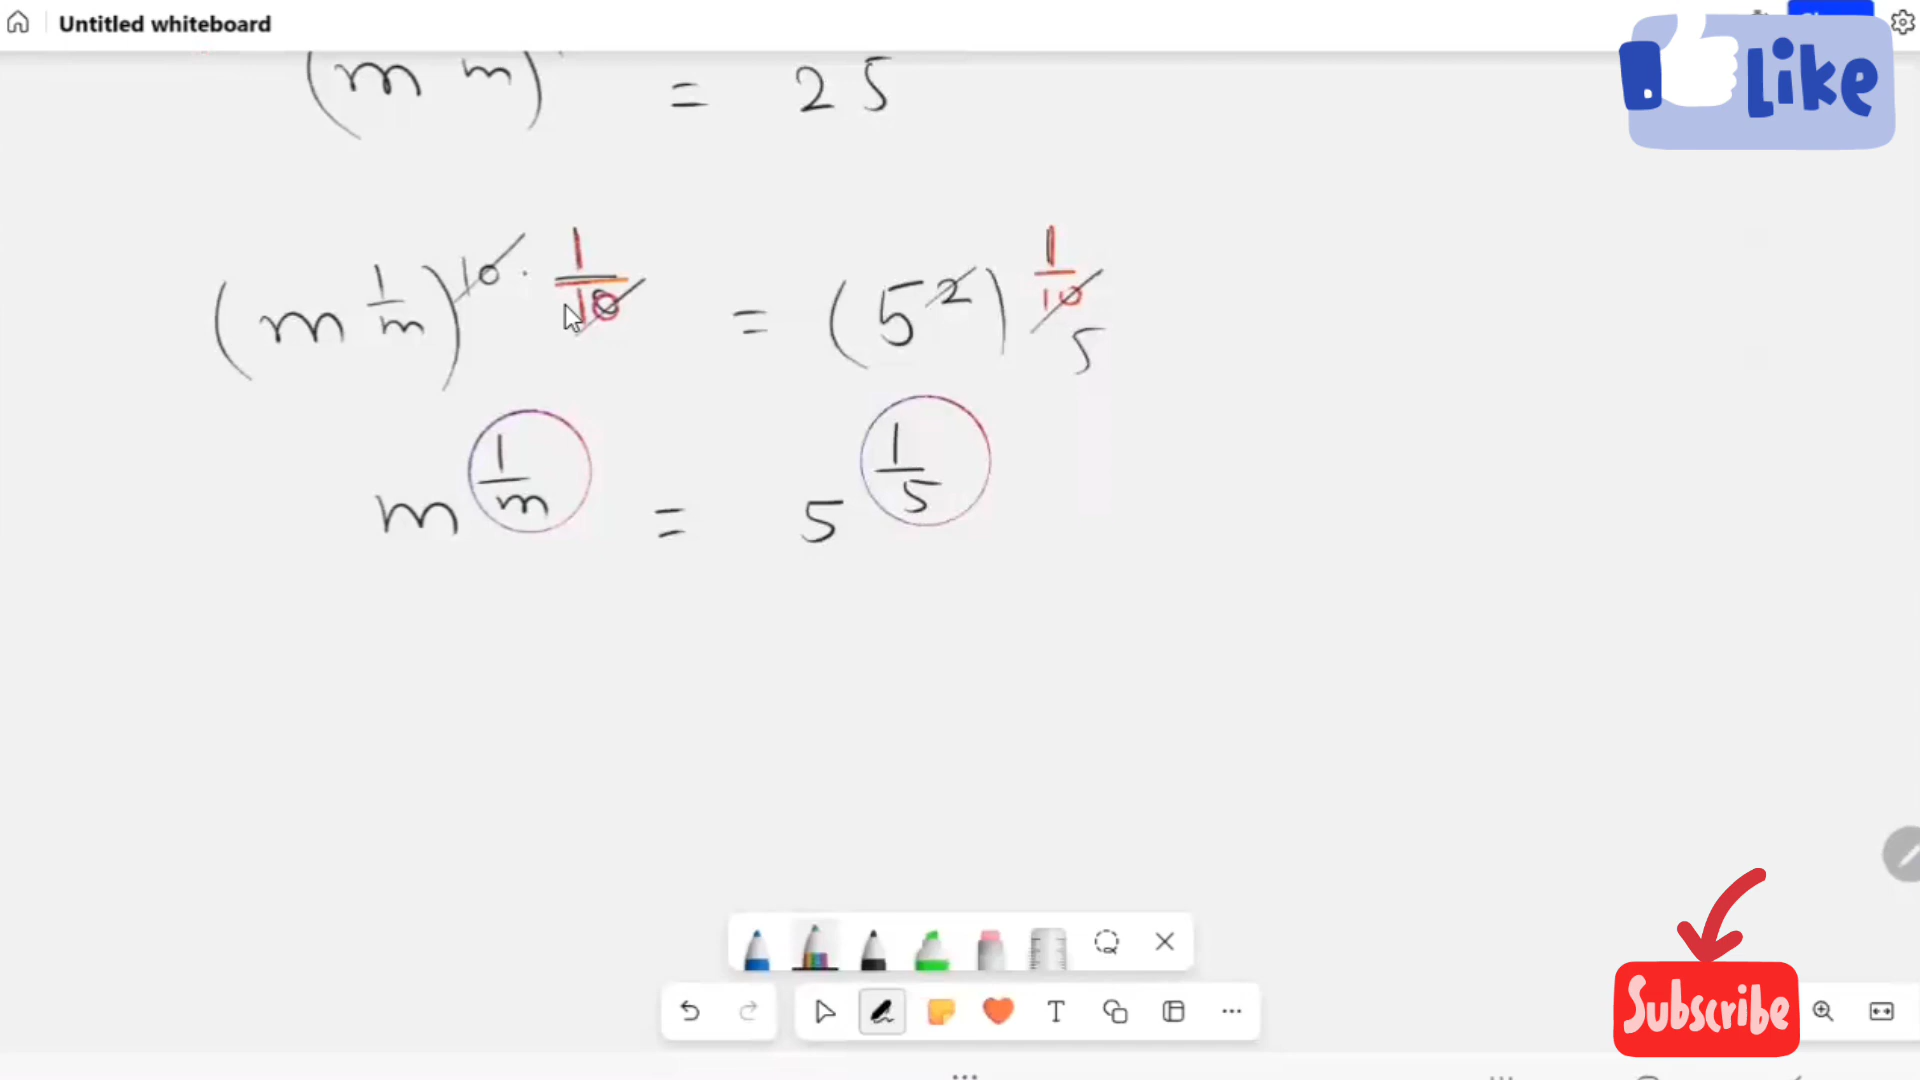 Untitled whiteboard
Like
(m m) = 25
(m^{1/m})^{10 · 1/10} = (5^2)^{1/10} 5
m^{1/m} = 5^{1/5}
T
Subscribe